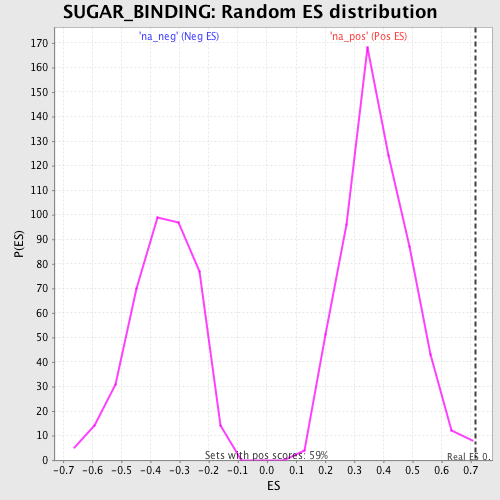 SUGAR_BINDING: Random ES distribution
'na_neg' (Neg ES) 'na_pos' (Pos ES)
170
160
150
140
130
120
110
100
90
80
70
60
50
40
30
20
10
0
P(ES)
Sets with pos scores: 59%
Real ES 0.
-0.7 -0.6 -0.5 -0.4 -0.3 -0.2 -0.1 0.0 0.1 0.2 0.3 0.4 0.5 0.6 0.7
ES